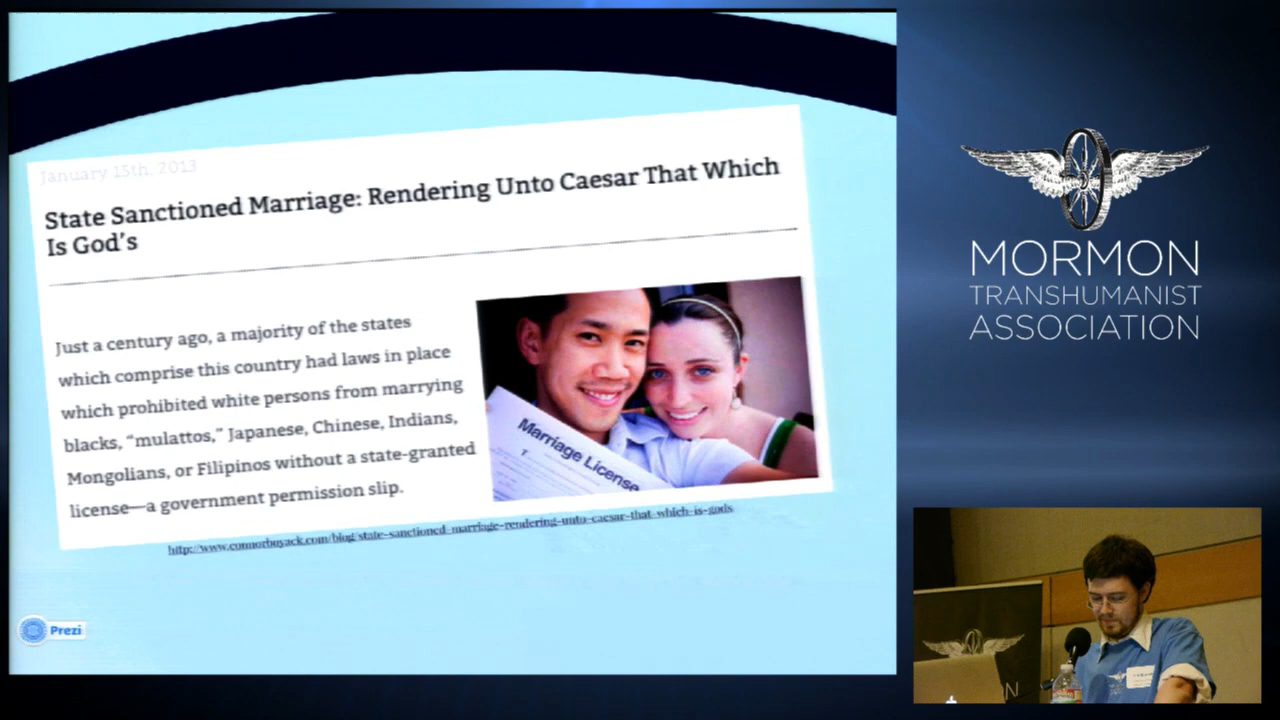 January 15th, 2013
State Sanctioned Marriage: Rendering Unto Caesar That Which
Is God's
Just a century ago, a majority of the states
which comprise this country had laws in place
which prohibited white persons from marrying
blacks, “mulattos,” Japanese, Chinese, Indians,
Mongolians, or Filipinos without a state-granted
license—a government permission slip.
Marriage License
http://www.connorboyack.com/blog/state-sanctioned-marriage-rendering-unto-caesar-that-which-is-gods
Prezi
MORMON
TRANSHUMANIST
ASSOCIATION